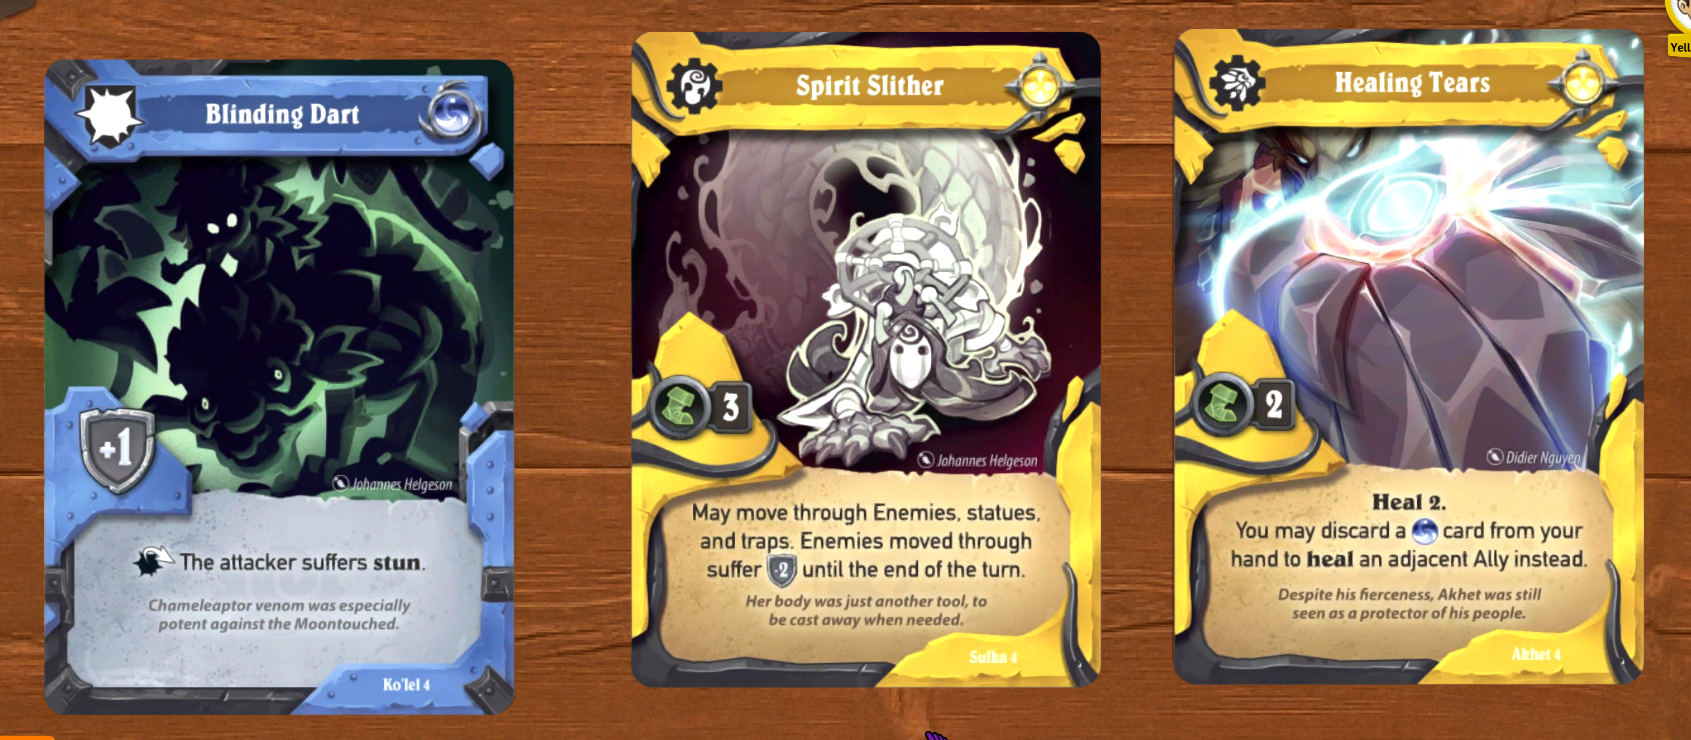 Blinding Dart
+1
Johannes Helgeson
The attacker suffers stun.
Chameleaptor venom was especially
potent against the Moontouched.
Ko'lel 4
Spirit Slither
3
Johannes Helgeson
May move through Enemies, statues,
and traps. Enemies moved through
suffer -2 until the end of the turn.
Her body was just another tool, to
be cast away when needed.
Sulka 4
Healing Tears
2
Didier Nguyen
Heal 2.
You may discard a card from your
hand to heal an adjacent Ally instead.
Despite his fierceness, Akhet was still
seen as a protector of his people.
Akhet 4
Yell